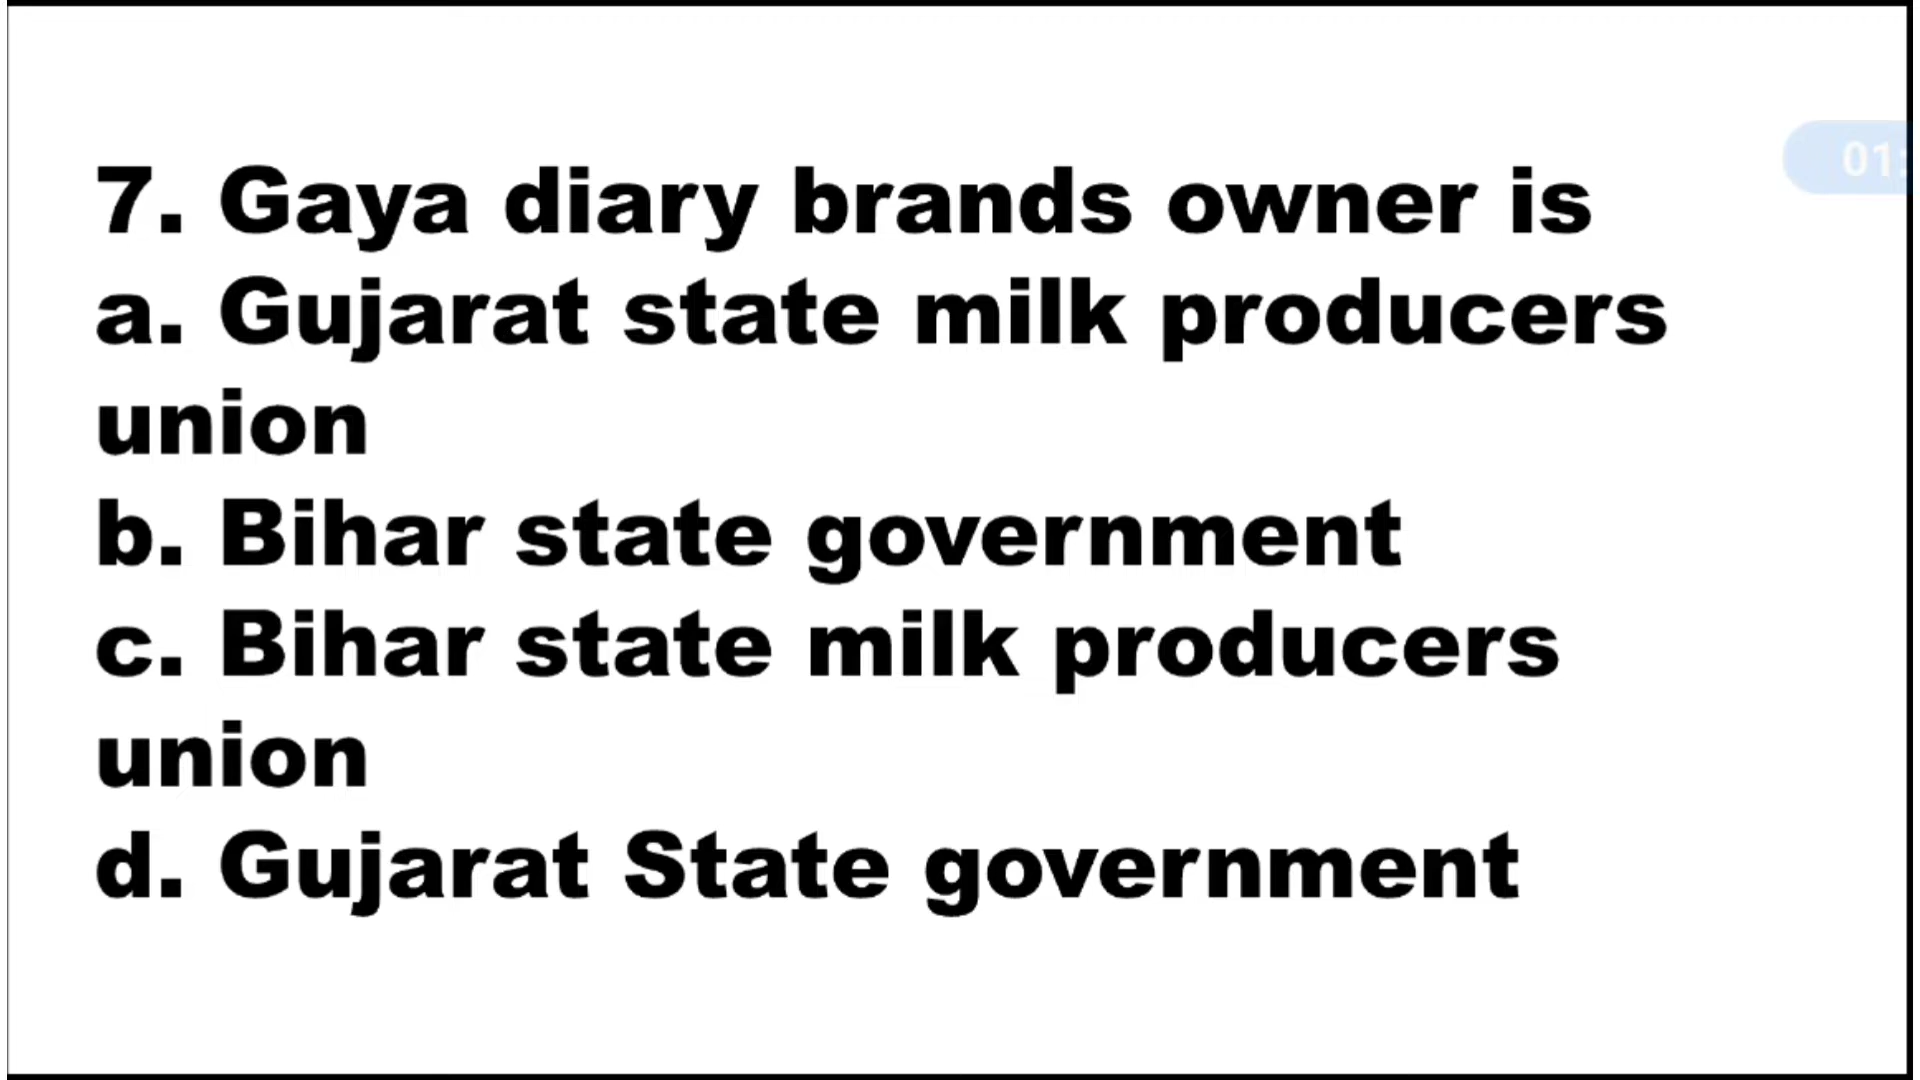 7. Gaya diary brands owner is
a. Gujarat state milk producers
union
b. Bihar state government
c. Bihar state milk producers
union
d. Gujarat State government
01: